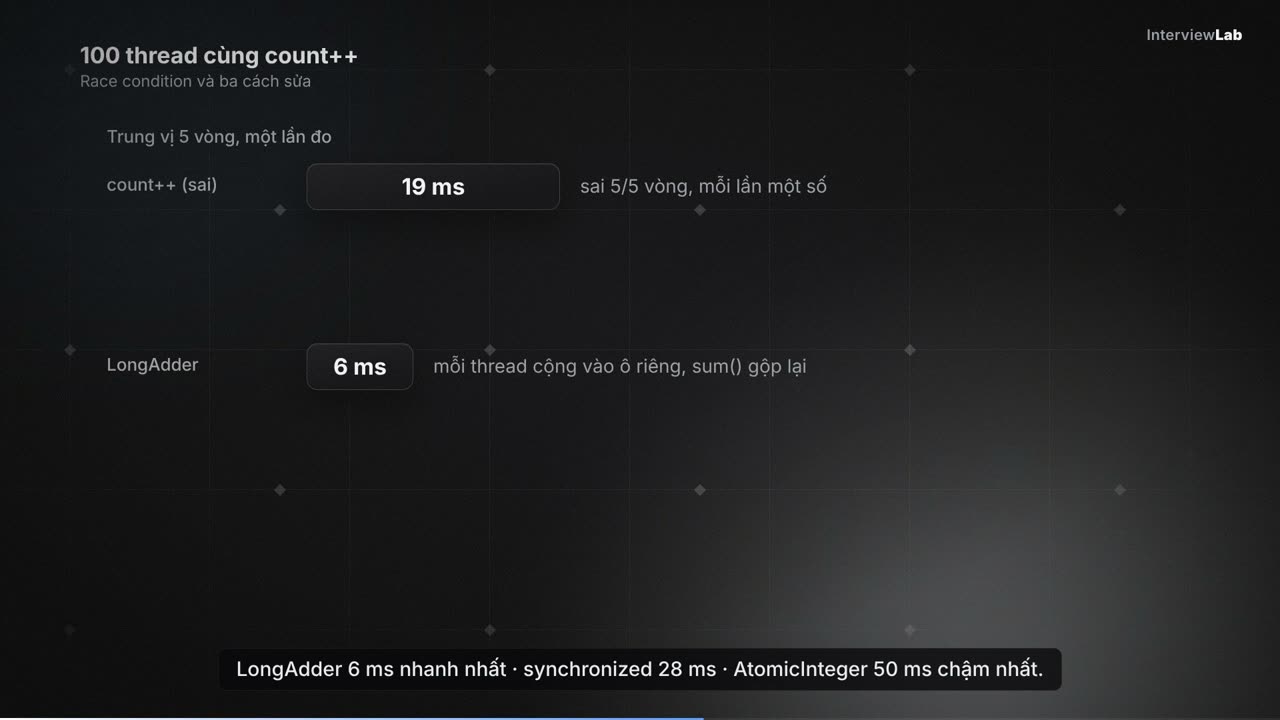 100 thread cùng count++
InterviewLab
Race condition và ba cách sửa
Trung vị 5 vòng, một lần đo
count++ (sai)
19 ms
sai 5/5 vòng, mỗi lần một số
LongAdder
6 ms
mỗi thread cộng vào ô riêng, sum() gộp lại
LongAdder 6 ms nhanh nhất · synchronized 28 ms · AtomicInteger 50 ms chậm nhất.